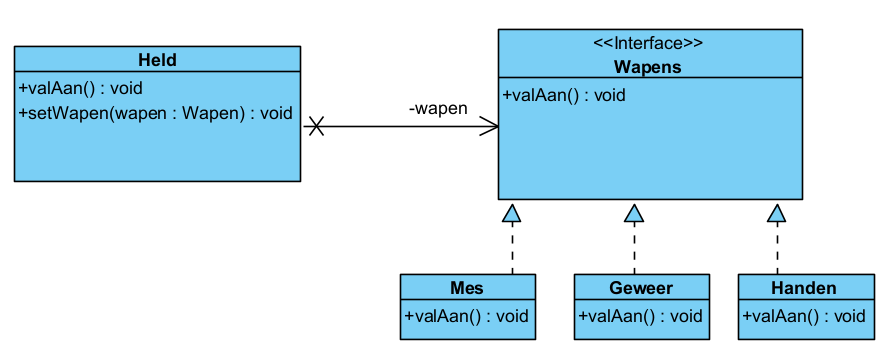 Held
+valAan() : void
+setWapen(wapen : Wapen) : void
-wapen
<<Interface>>
Wapens
+valAan() : void
Mes
+valAan() : void
Geweer
+valAan() : void
Handen
+valAan() : void